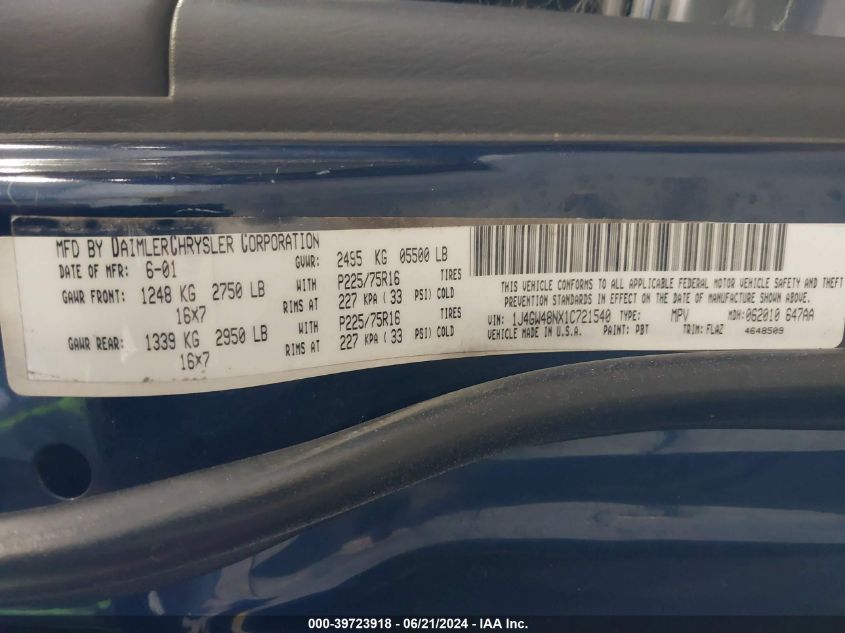 MFD BY DAIMLERCHRYSLER CORPORATION
DATE OF MFR: 6-01
GVWR: 2495 KG 05500 LB
GAWR FRONT: 1248 KG 2750 LB WITH P225/75R16 TIRES
16X7 RIMS AT 227 KPA ( 33 PSI) COLD
GAWR REAR: 1339 KG 2950 LB WITH P225/75R16 TIRES
16X7 RIMS AT 227 KPA ( 33 PSI) COLD
THIS VEHICLE CONFORMS TO ALL APPLICABLE FEDERAL MOTOR VEHICLE SAFETY AND THEFT
PREVENTION STANDARDS IN EFFECT ON THE DATE OF MANUFACTURE SHOWN ABOVE.
VIN: 1J4GW48NX1C721540 TYPE: MPV MDH: 062010 647AA
VEHICLE MADE IN U.S.A. PAINT: PBT TRIM: FLAZ 4648509
000-39723918 - 06/21/2024 - IAA Inc.